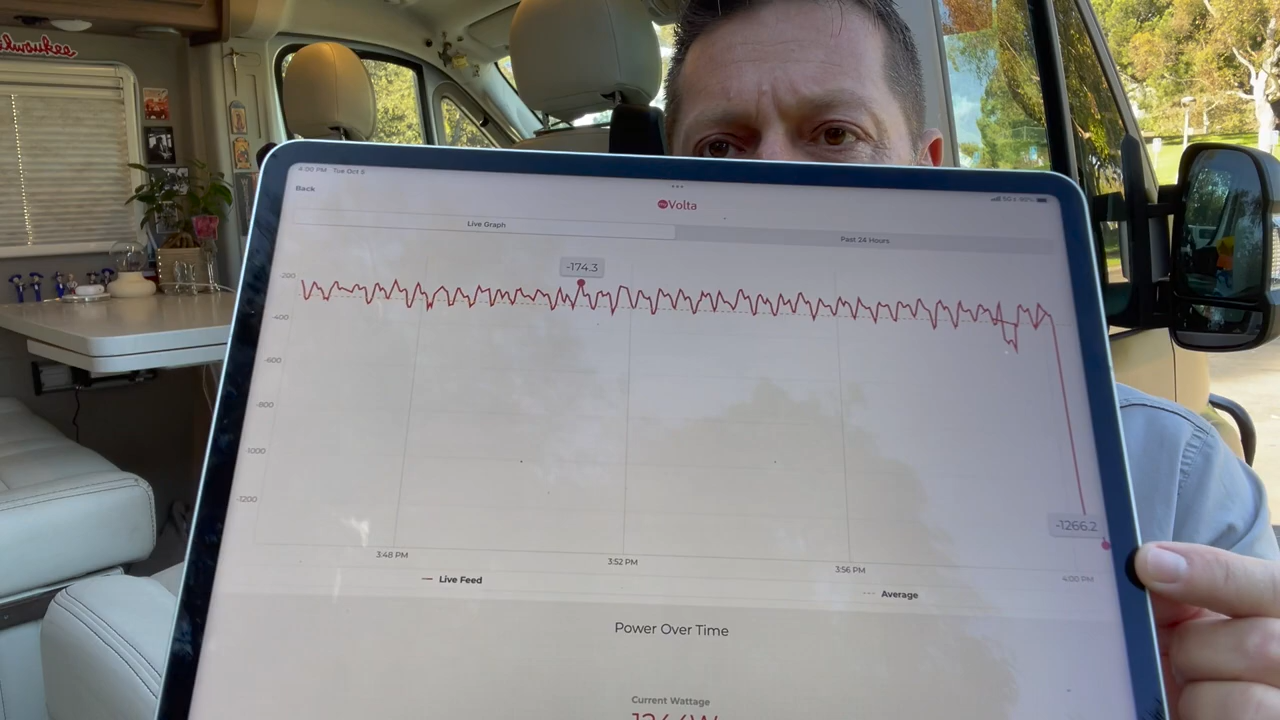 Milwaukee
4:00 PM Tue Oct 5
Back
Volta
Live Graph
Past 24 Hours
-174.3
-200
-400
-600
-800
-1000
-1200
-1266.2
3:48 PM
3:52 PM
3:56 PM
4:00 PM
Live Feed
Average
Power Over Time
Current Wattage